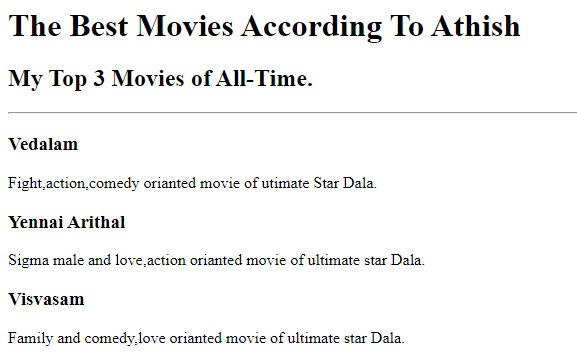 The Best Movies According To Athish
My Top 3 Movies of All-Time.
Vedalam
Fight,action,comedy orianted movie of utimate Star Dala.
Yennai Arithal
Sigma male and love,action orianted movie of ultimate star Dala.
Visvasam
Family and comedy,love orianted movie of ultimate star Dala.